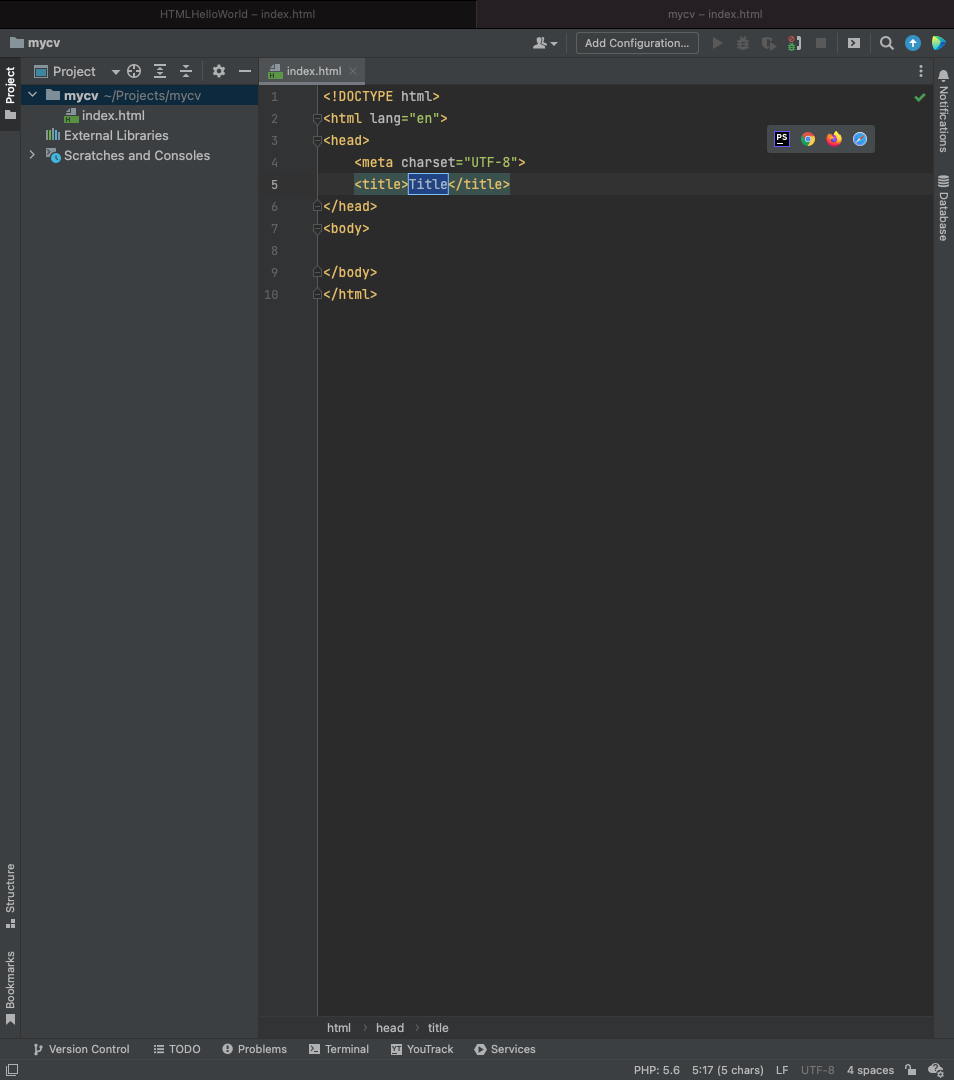 HTMLHelloWorld – index.html
mycv – index.html
mycv
Add Configuration...
Project
Project
index.html
mycv ~/Projects/mycv
index.html
External Libraries
Scratches and Consoles
1 <!DOCTYPE html>
2 <html lang="en">
3 <head>
4 <meta charset="UTF-8">
5 <title>Title</title>
6 </head>
7 <body>
8
9 </body>
10 </html>
PS
Notifications
Database
Structure
Bookmarks
html > head > title
Version Control
TODO
Problems
Terminal
YouTrack
Services
PHP: 5.6
5:17 (5 chars)
LF
UTF-8
4 spaces